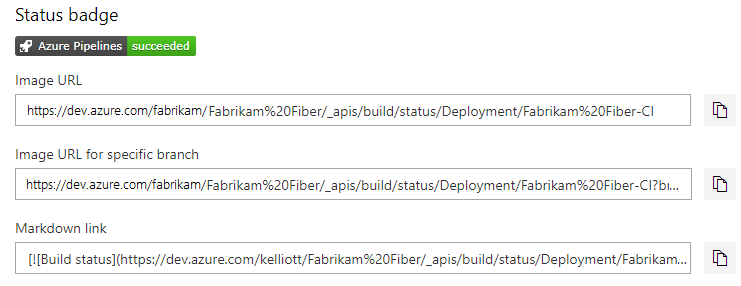 Status badge
Azure Pipelines succeeded
Image URL
https://dev.azure.com/fabrikam/Fabrikam%20Fiber/_apis/build/status/Deployment/Fabrikam%20Fiber-CI
Image URL for specific branch
https://dev.azure.com/fabrikam/Fabrikam%20Fiber/_apis/build/status/Deployment/Fabrikam%20Fiber-CI?br...
Markdown link
[![Build status](https://dev.azure.com/kelliott/Fabrikam%20Fiber/_apis/build/status/Deployment/Fabrikam...